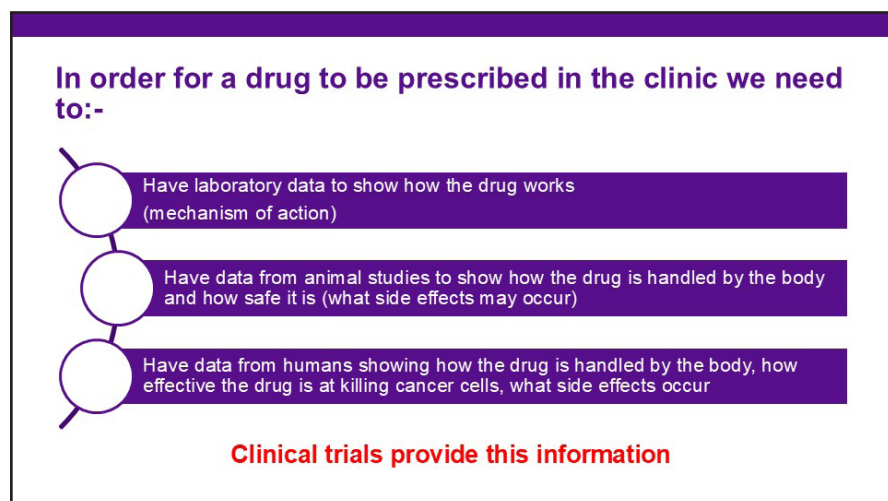 In order for a drug to be prescribed in the clinic we need
to:-
Have laboratory data to show how the drug works
(mechanism of action)
Have data from animal studies to show how the drug is handled by the body
and how safe it is (what side effects may occur)
Have data from humans showing how the drug is handled by the body, how
effective the drug is at killing cancer cells, what side effects occur
Clinical trials provide this information